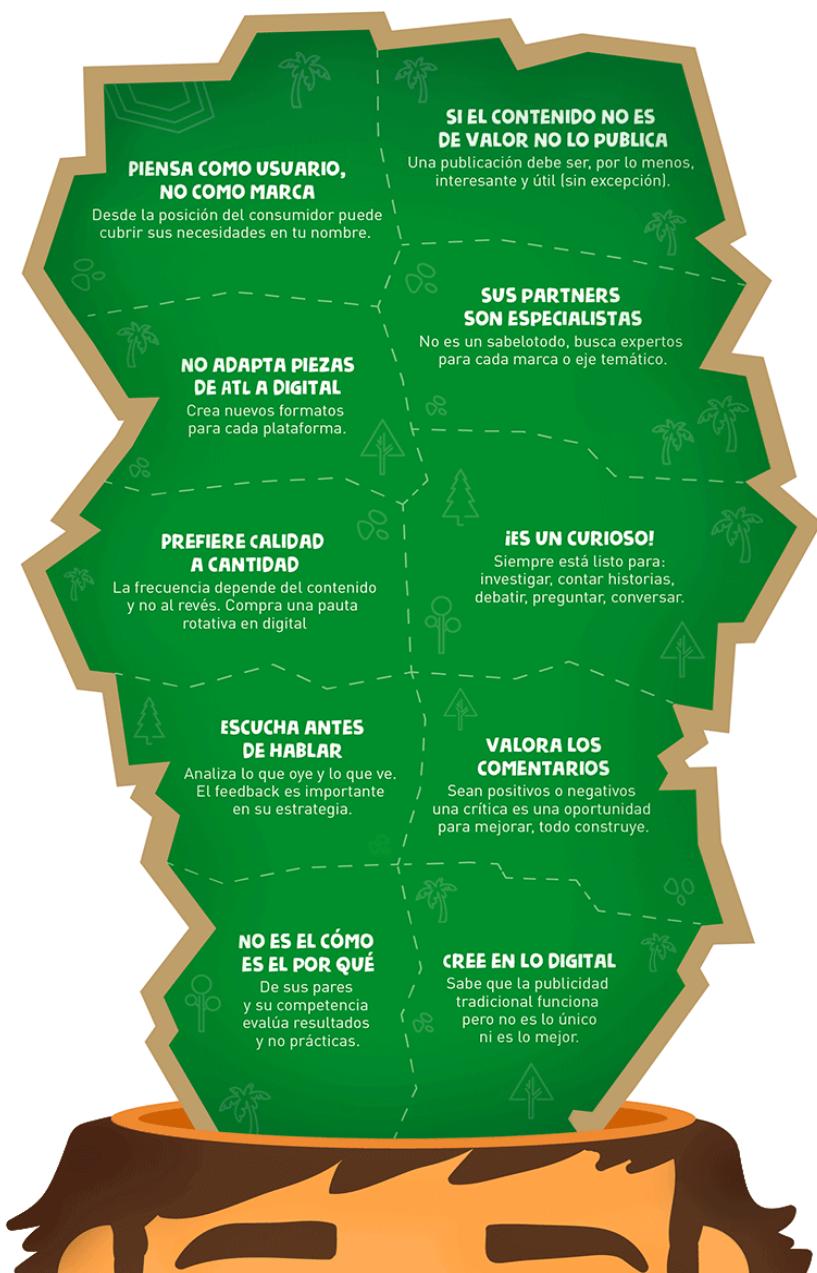 PIENSA COMO USUARIO,
NO COMO MARCA
Desde la posición del consumidor puede
cubrir sus necesidades en tu nombre.
SI EL CONTENIDO NO ES
DE VALOR NO LO PUBLICA
Una publicación debe ser, por lo menos,
interesante y útil (sin excepción).
NO ADAPTA PIEZAS
DE ATL A DIGITAL
Crea nuevos formatos
para cada plataforma.
SUS PARTNERS
SON ESPECIALISTAS
No es un sabelotodo, busca expertos
para cada marca o eje temático.
PREFIERE CALIDAD
A CANTIDAD
La frecuencia depende del contenido
y no al revés. Compra una pauta
rotativa en digital
¡ES UN CURIOSO!
Siempre está listo para:
investigar, contar historias,
debatir, preguntar, conversar.
ESCUCHA ANTES
DE HABLAR
Analiza lo que oye y lo que ve.
El feedback es importante
en su estrategia.
VALORA LOS
COMENTARIOS
Sean positivos o negativos
una crítica es una oportunidad
para mejorar, todo construye.
NO ES EL CÓMO
ES EL POR QUÉ
De sus pares
y su competencia
evalúa resultados
y no prácticas.
CREE EN LO DIGITAL
Sabe que la publicidad
tradicional funciona
pero no es lo único
ni es lo mejor.